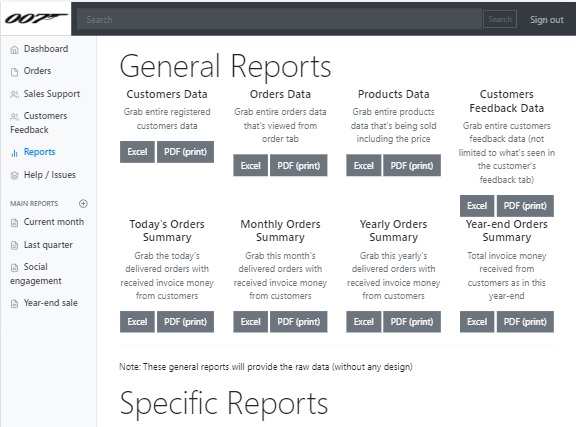 007
Search
Search
Sign out
Dashboard
Orders
Sales Support
Customers
Feedback
Reports
Help / Issues
MAIN REPORTS
Current month
Last quarter
Social
engagement
Year-end sale
General Reports
Customers Data
Grab entire registered
customers data
Excel PDF (print)
Orders Data
Grab entire orders data
that's viewed from
order tab
Excel PDF (print)
Products Data
Grab entire products
data that's being sold
including the price
Excel PDF (print)
Customers
Feedback Data
Grab entire customers
feedback data (not
limited to what's seen in
the customer's
feedback tab)
Excel PDF (print)
Today's Orders
Summary
Grab the today's
delivered orders with
received invoice money
from customers
Excel PDF (print)
Monthly Orders
Summary
Grab this month's
delivered orders with
received invoice money
from customers
Excel PDF (print)
Yearly Orders
Summary
Grab this yearly's
delivered orders with
received invoice money
from customers
Excel PDF (print)
Year-end Orders
Summary
Total invoice money
received from
customers as in this
year-end
Excel PDF (print)
Note: These general reports will provide the raw data (without any design)
Specific Reports